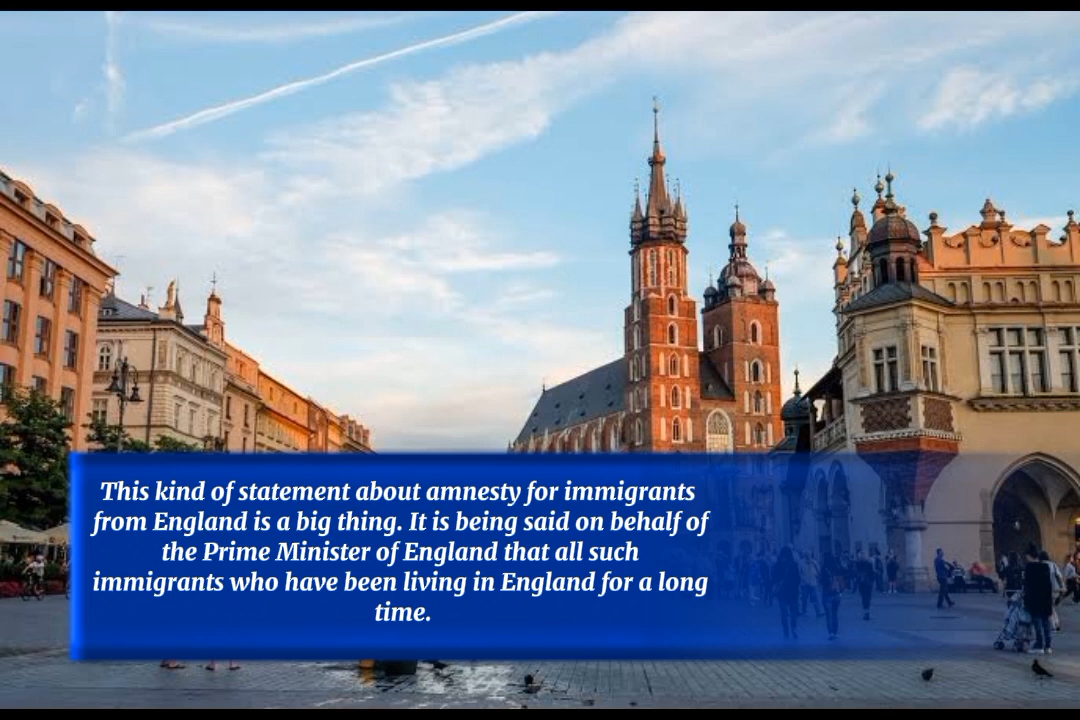 This kind of statement about amnesty for immigrants
from England is a big thing. It is being said on behalf of
the Prime Minister of England that all such
immigrants who have been living in England for a long
time.